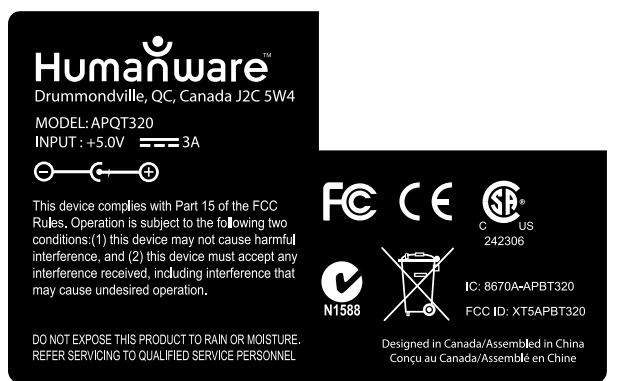 Humanware™
Drummondville, QC, Canada J2C 5W4
MODEL: APQT320
INPUT : +5.0V 3A
This device complies with Part 15 of the FCC
Rules. Operation is subject to the following two
conditions:(1) this device may not cause harmful
interference, and (2) this device must accept any
interference received, including interference that
may cause undesired operation.
DO NOT EXPOSE THIS PRODUCT TO RAIN OR MOISTURE.
REFER SERVICING TO QUALIFIED SERVICE PERSONNEL
FC CE SA®
C US
242306
N1588
IC: 8670A-APBT320
FCC ID: XT5APBT320
Designed in Canada/Assembled in China
Conçu au Canada/Assemblé en Chine